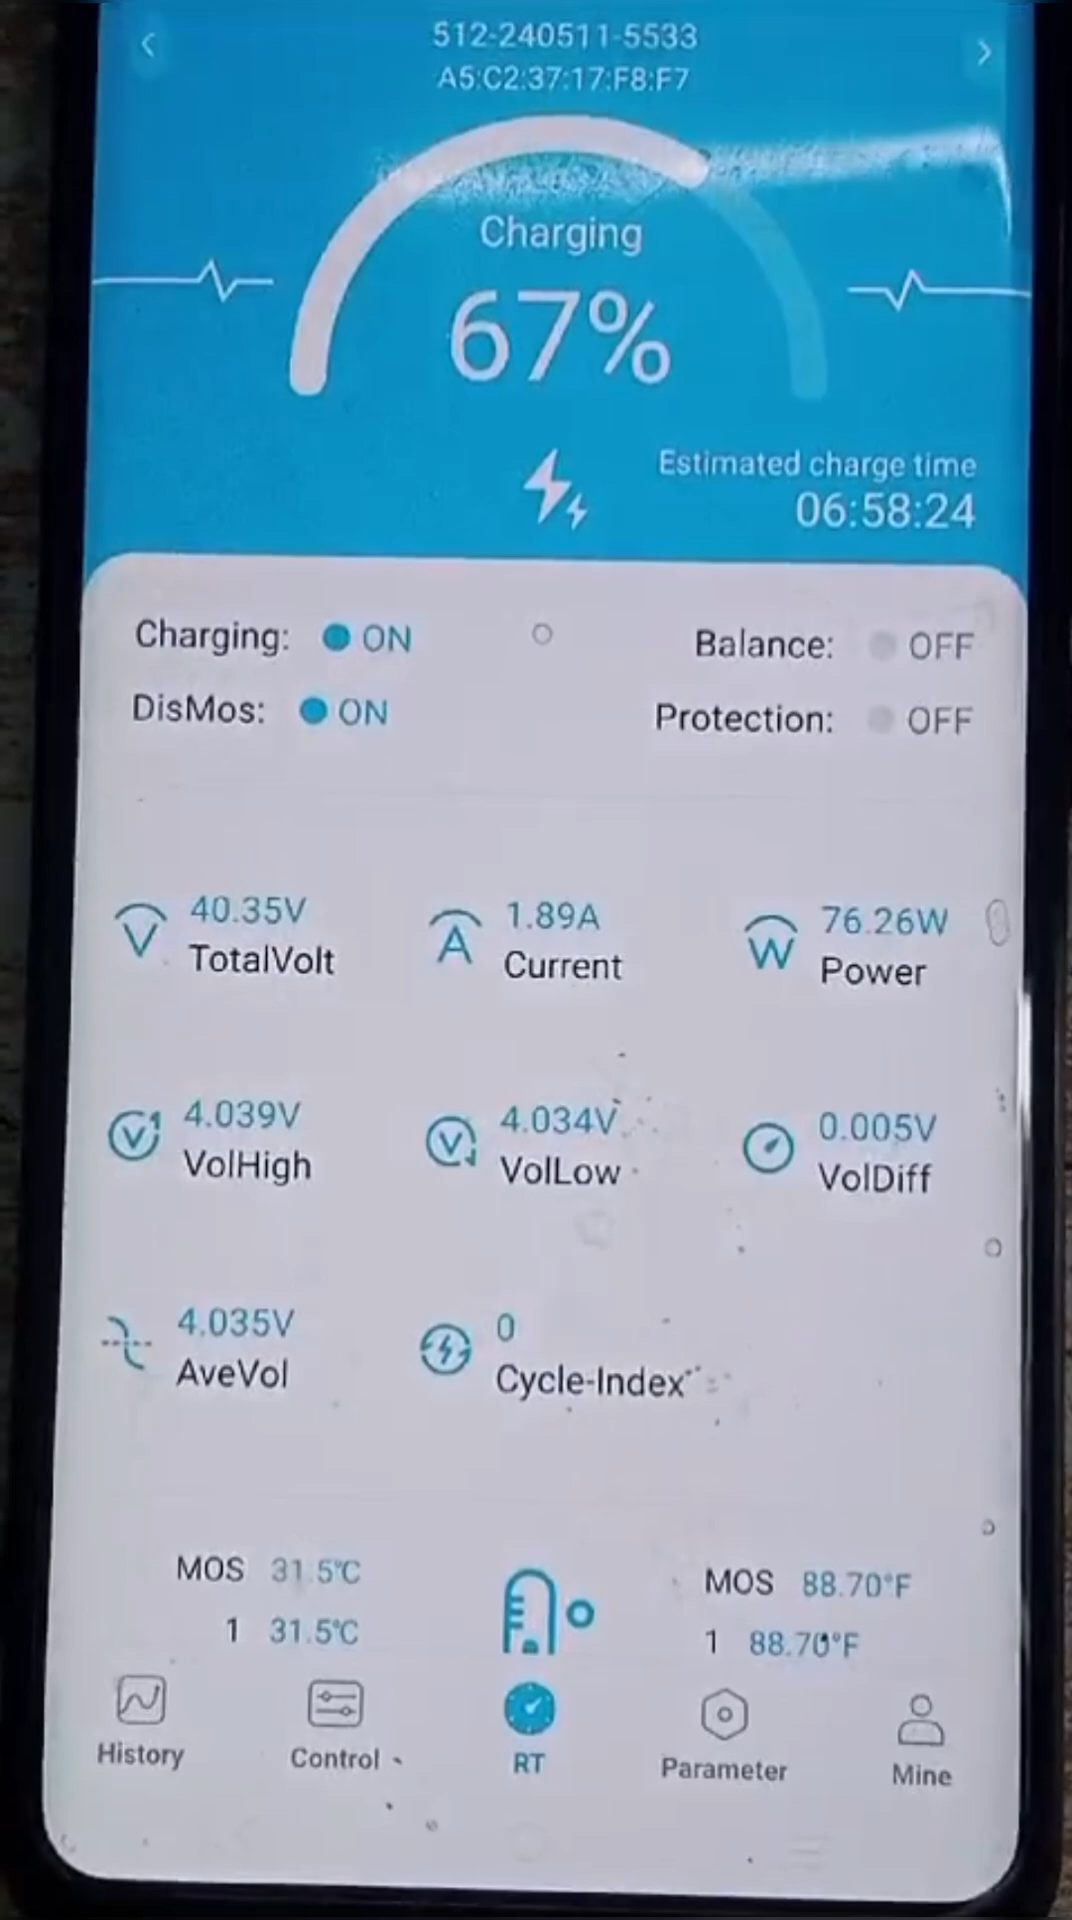 512-240511-5533
A5:C2:37:17:F8:F7
Charging
67%
Estimated charge time
06:58:24
Charging: ON
Balance: OFF
DisMos: ON
Protection: OFF
40.35V
TotalVolt
1.89A
Current
76.26W
Power
4.039V
VolHigh
4.034V
VolLow
0.005V
VolDiff
4.035V
AveVol
0
Cycle-Index
MOS 31.5℃
1 31.5℃
MOS 88.70°F
1 88.70°F
History
Control
RT
Parameter
Mine